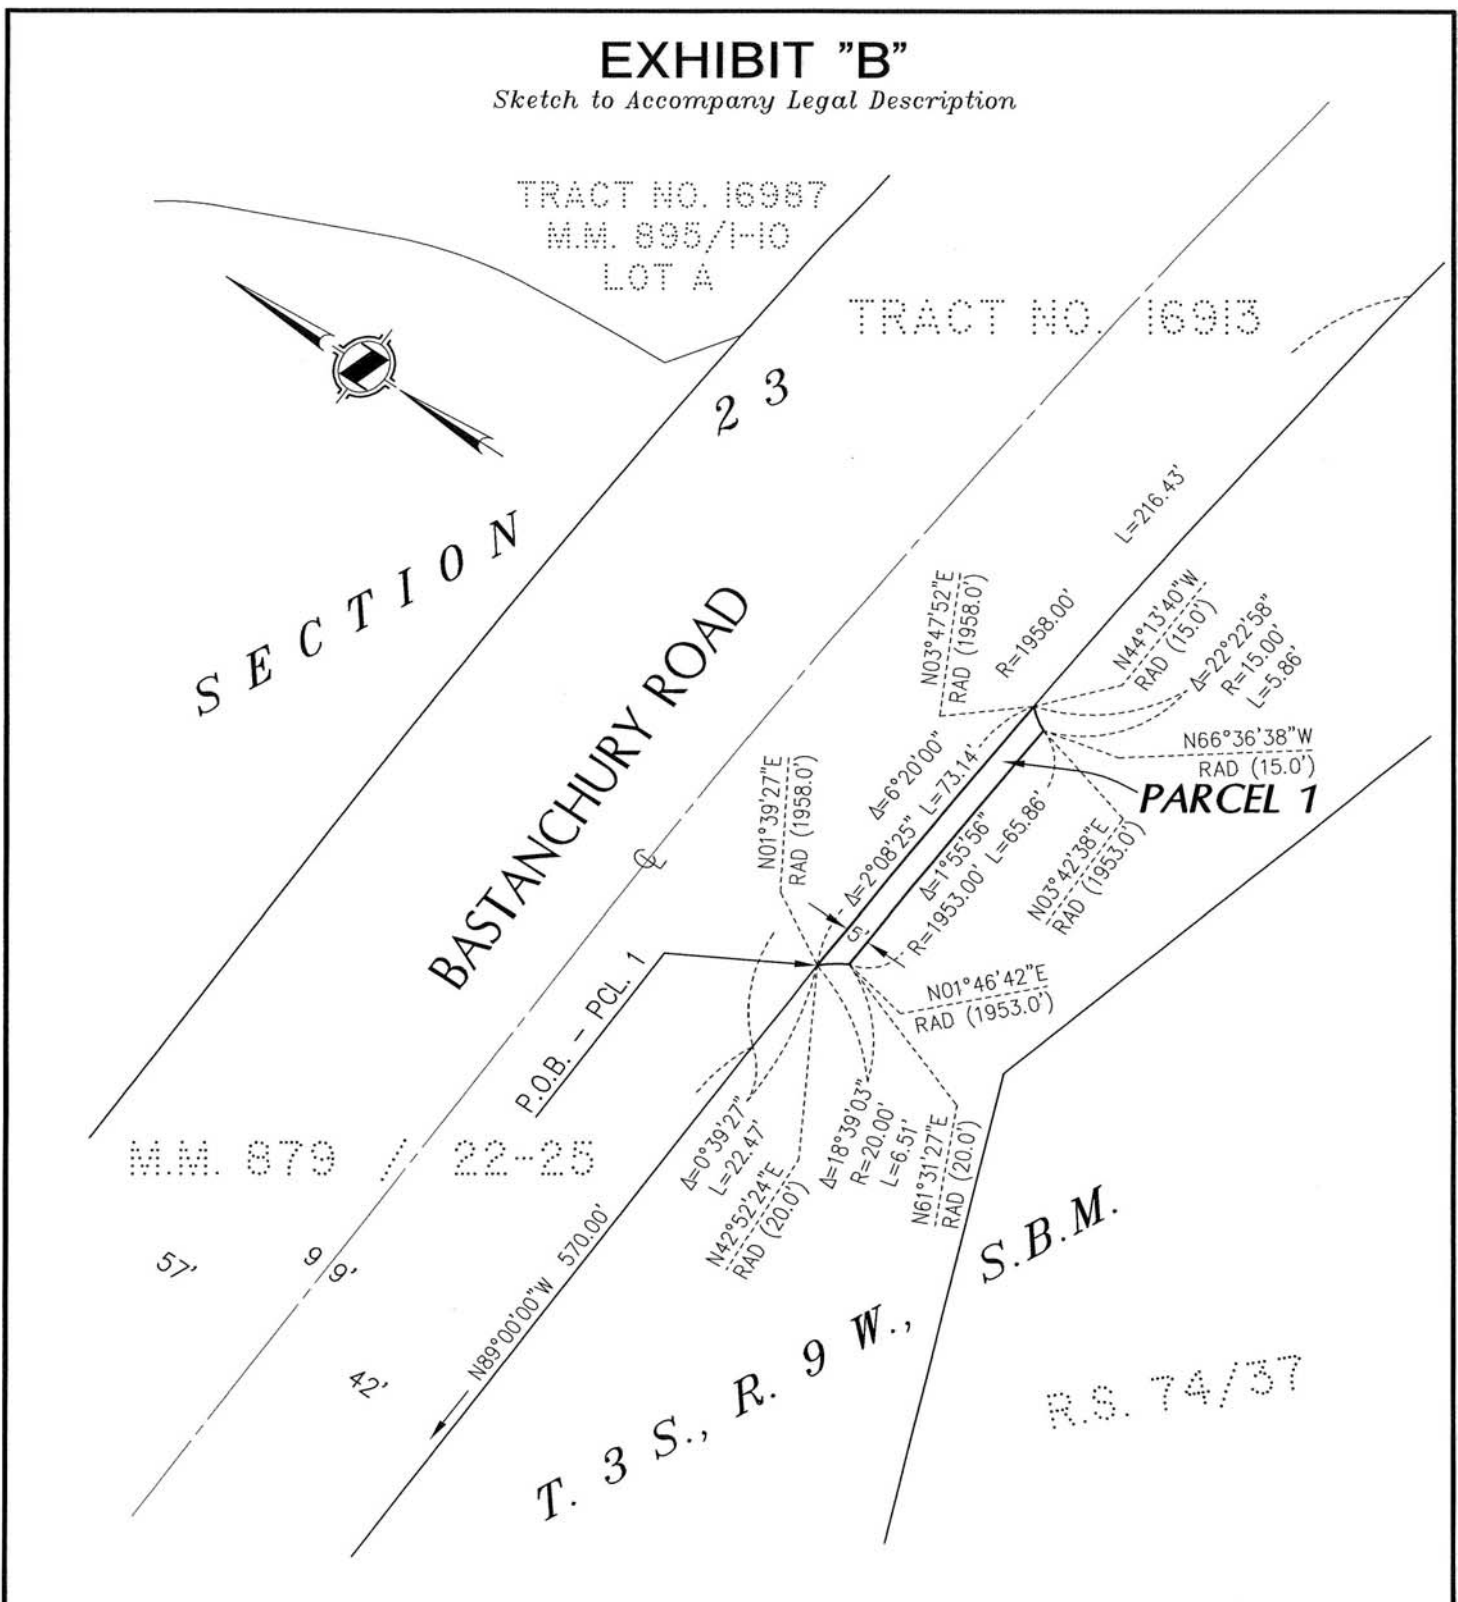 EXHIBIT "B"
Sketch to Accompany Legal Description
TRACT NO. 16987
M.M. 895/1-10
LOT A
TRACT NO. 16913
SECTION 23
BASTANCHURY ROAD
L=216.43'
R=1958.00'
N03°47'52"E
RAD (1958.0')
N44°13'40"W
RAD (15.0')
Δ=22°22'58"
R=15.00'
L=5.86'
N66°36'38"W
RAD (15.0')
PARCEL 1
Δ=6°20'00"
Δ=2°08'25" L=73.14'
N01°39'27"E
RAD (1958.0')
Δ=1°55'56"
R=1953.00' L=65.86'
N03°42'38"E
RAD (1953.0')
5'
℄
P.O.B. - PCL. 1
N01°46'42"E
RAD (1953.0')
Δ=0°39'27"
L=22.47'
N42°52'24"E
RAD (20.0')
Δ=18°39'03"
R=20.00'
L=6.51'
N61°31'27"E
RAD (20.0')
M.M. 879 / 22-25
57'
99'
42'
N89°00'00"W 570.00'
T. 3 S., R. 9 W., S.B.M.
R.S. 74/37